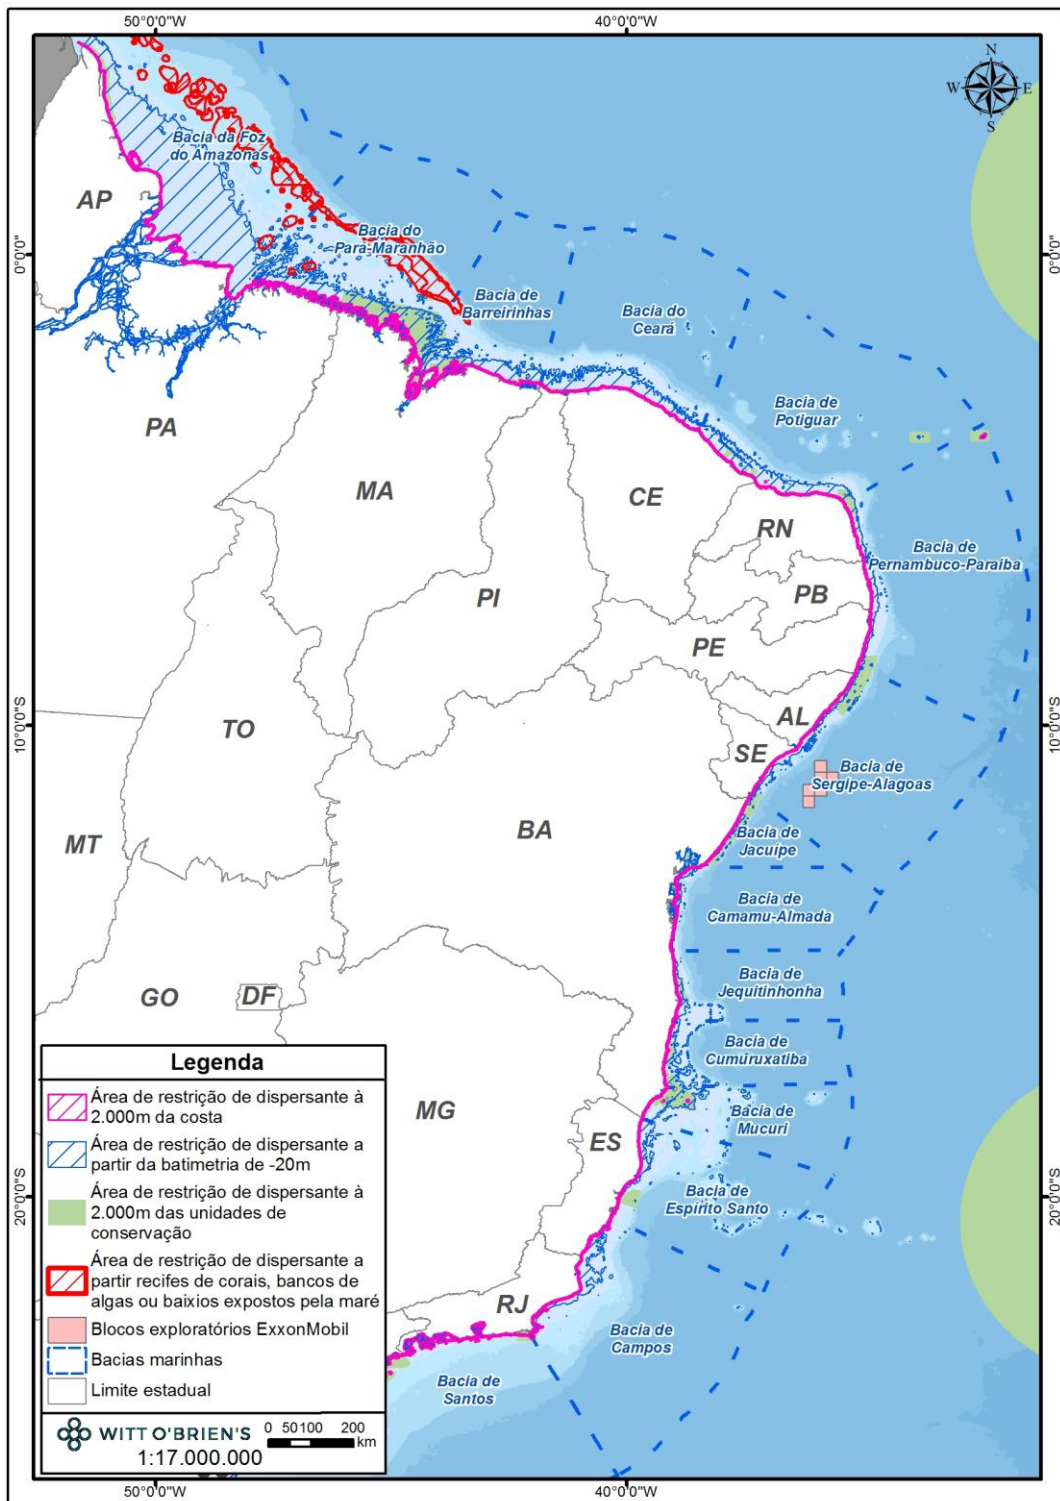 50°0'0"W
40°0'0"W
N
W
E
S
Bacia da Foz
do Amazonas
AP
0°0'0"
0°0'0"
Bacia do
Pará-Maranhão
Bacia de
Barreirinhas
Bacia do
Ceará
Bacia de
Potiguar
PA
MA
CE
RN
Bacia de
Pernambuco-Paraiba
PI
PB
PE
TO
AL
10°0'0"S
10°0'0"S
SE
Bacia de
Sergipe-Alagoas
MT
BA
Bacia de
Jacuípe
Bacia de
Camamu-Almada
GO
DF
Bacia de
Jequitinhonha
Bacia de
Cumuruxatiba
MG
ES
Bacia de
Mucuri
20°0'0"S
20°0'0"S
Bacia de
Espírito Santo
RJ
Bacia de
Campos
Bacia de
Santos
Legenda
Área de restrição de dispersante à
2.000m da costa
Área de restrição de dispersante a
partir da batimetria de -20m
Área de restrição de dispersante à
2.000m das unidades de
conservação
Área de restrição de dispersante a
partir recifes de corais, bancos de
algas ou baixios expostos pela maré
Blocos exploratórios ExxonMobil
Bacias marinhas
Limite estadual
WITT O'BRIEN'S
0 50 100 200
km
1:17.000.000
50°0'0"W
40°0'0"W